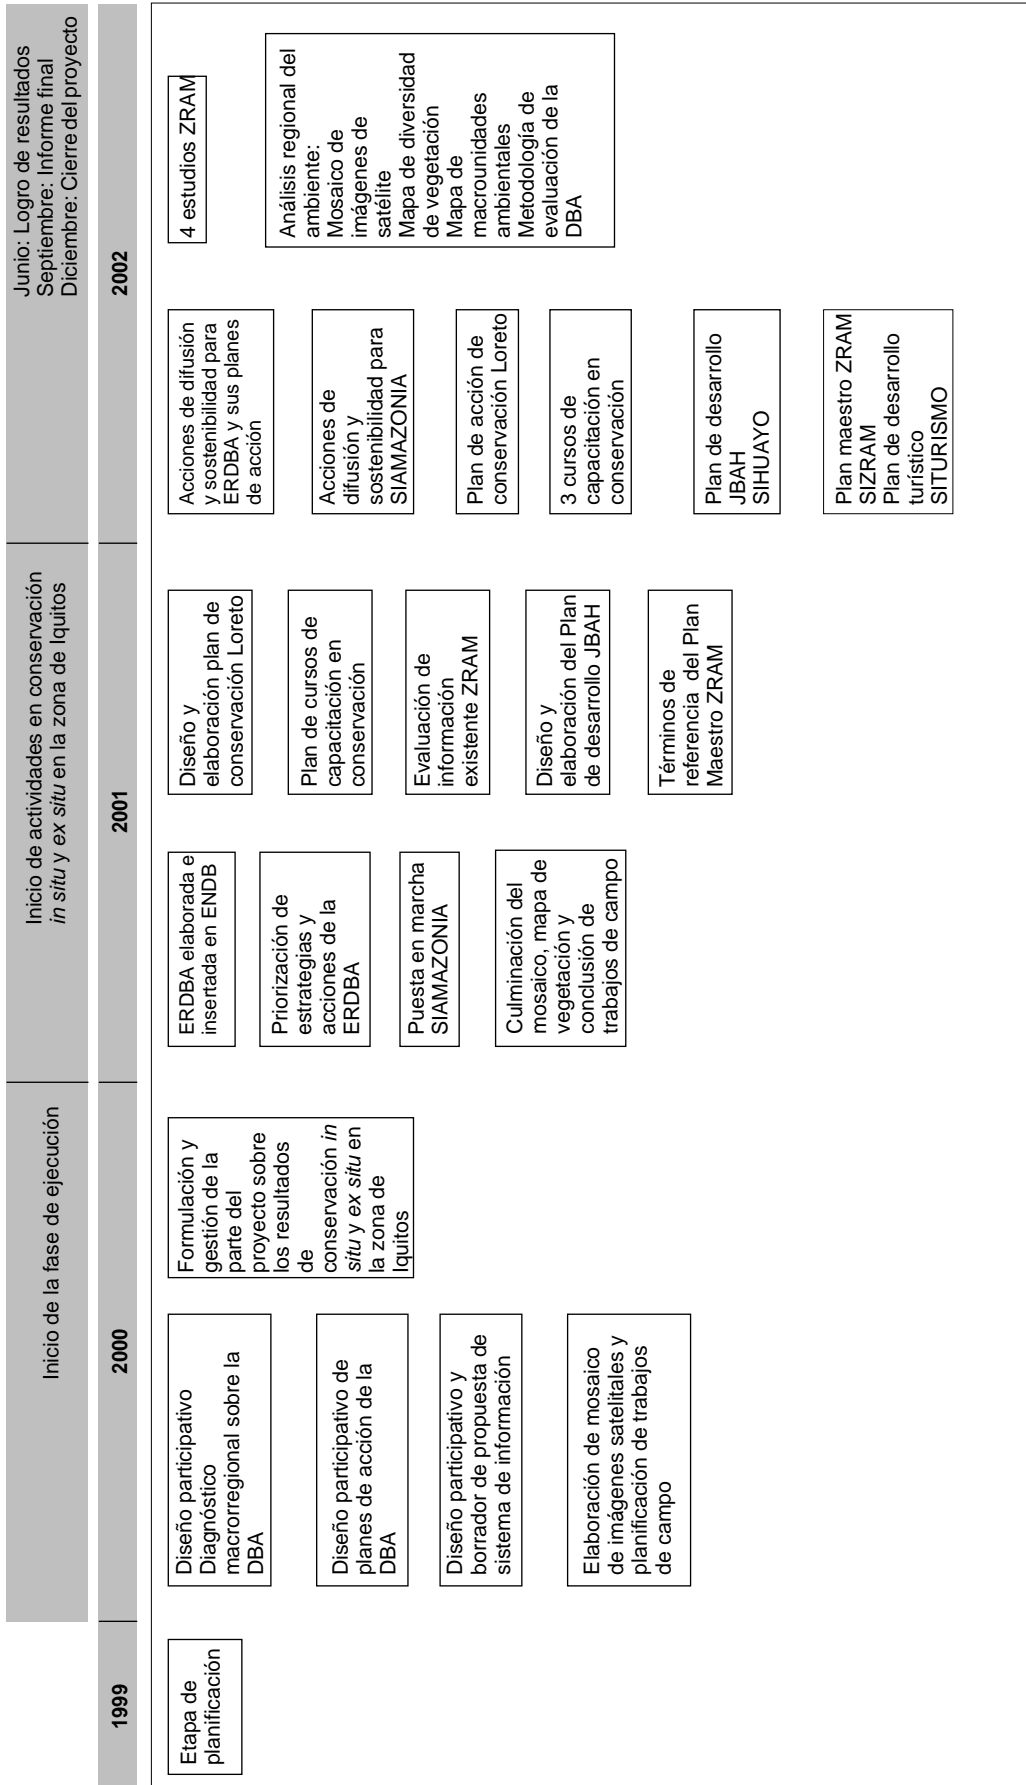 Inicio de la fase de ejecución
Inicio de actividades en conservación
in situ y ex situ en la zona de Iquitos
Junio: Logro de resultados
Septiembre: Informe final
Diciembre: Cierre del proyecto
1999
2000
2001
2002
Etapa de
planificación
Diseño participativo
Diagnóstico
macrorregional sobre la
DBA
Diseño participativo de
planes de acción de la
DBA
Diseño participativo y
borrador de propuesta de
sistema de información
Elaboración de mosaico
de imágenes satelitales y
planificación de trabajos
de campo
Formulación y
gestión de la
parte del
proyecto sobre
los resultados
de
conservación in
situ y ex situ en
la zona de
Iquitos
ERDBA elaborada e
insertada en ENDB
Priorización de
estrategias y
acciones de la
ERDBA
Puesta en marcha
SIAMAZONIA
Culminación del
mosaico, mapa de
vegetación y
conclusión de
trabajos de campo
Diseño y
elaboración plan de
conservación Loreto
Plan de cursos de
capacitación en
conservación
Evaluación de
información
existente ZRAM
Diseño y
elaboración del Plan
de desarrollo JBAH
Términos de
referencia del Plan
Maestro ZRAM
Acciones de difusión
y sostenibilidad para
ERDBA y sus planes
de acción
Acciones de
difusión y
sostenibilidad para
SIAMAZONIA
Plan de acción de
conservación Loreto
3 cursos de
capacitación en
conservación
Plan de desarrollo
JBAH
SIHUAYO
Plan maestro ZRAM
SIZRAM
Plan de desarrollo
turístico
SITURISMO
4 estudios ZRAM
Análisis regional del
ambiente:
Mosaico de
imágenes de
satélite
Mapa de diversidad
de vegetación
Mapa de
macrounidades
ambientales
Metodología de
evaluación de la
DBA